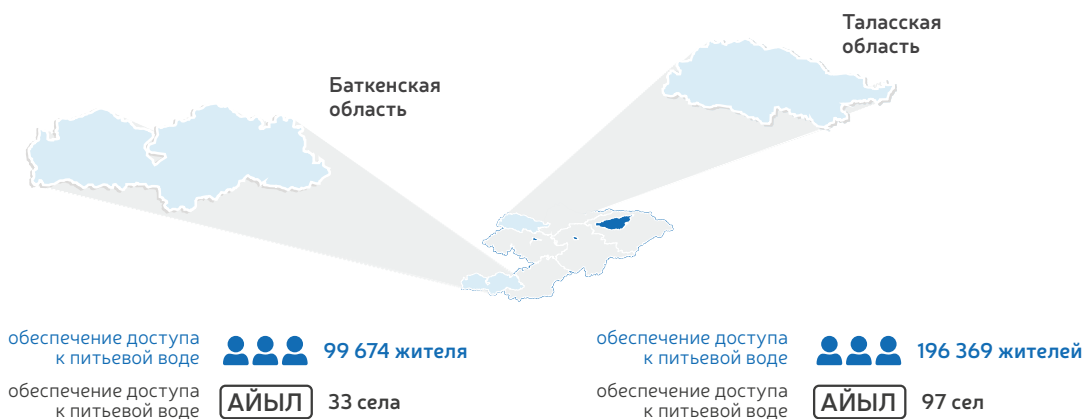 Таласская
область
Баткенская
область
обеспечение доступа
к питьевой воде
99 674 жителя
обеспечение доступа
к питьевой воде
АЙЫЛ
33 села
обеспечение доступа
к питьевой воде
196 369 жителей
обеспечение доступа
к питьевой воде
АЙЫЛ
97 сел